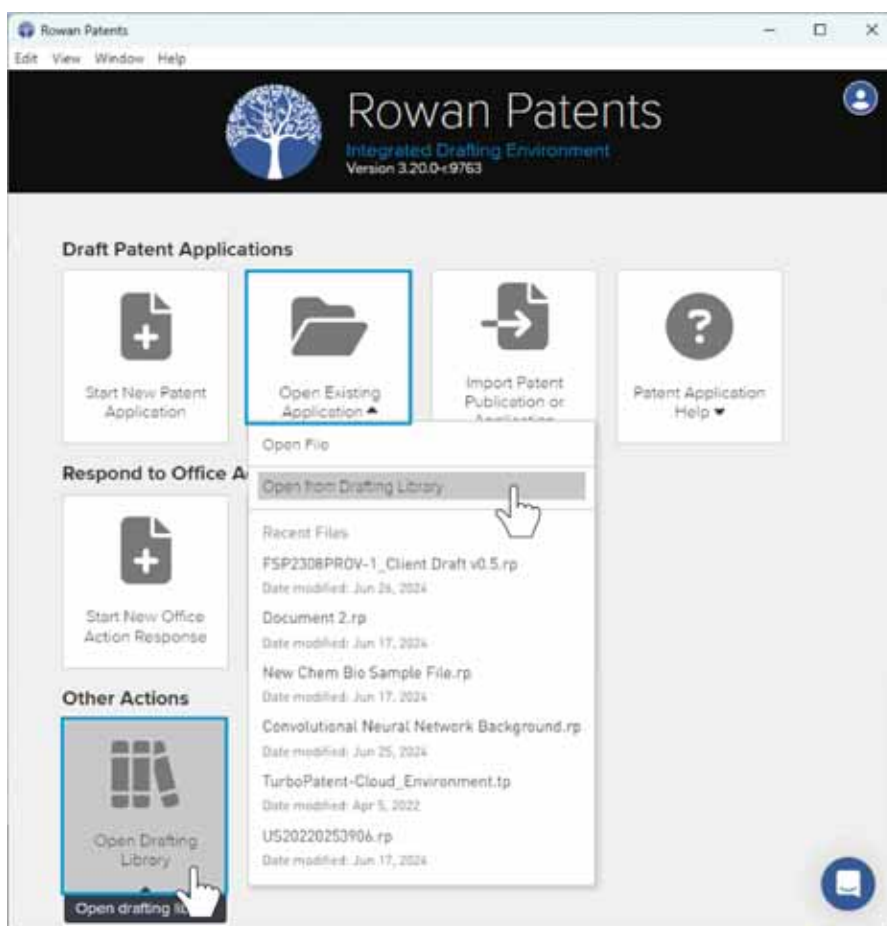 Rowan Patents
Edit View Window Help
Rowan Patents
Integrated Drafting Environment
Version 3.20.0-r.9763
Draft Patent Applications
Start New Patent
Application
Open Existing
Application
Import Patent
Publication or
Application
Patent Application
Help
Open File
Respond to Office A
Open from Drafting Library
Recent Files
FSP2308PROV-1_Client Draft v0.5.rp
Date modified: Jun 26, 2024
Start New Office
Action Response
Document 2.rp
Date modified: Jun 17, 2024
New Chem Bio Sample File.rp
Date modified: Jun 17, 2024
Other Actions
Convolutional Neural Network Background.rp
Date modified: Jun 25, 2024
TurboPatent-Cloud_Environment.tp
Date modified: Apr 5, 2022
Open Drafting
Library
US20220253906.rp
Date modified: Jun 17, 2024
Open drafting